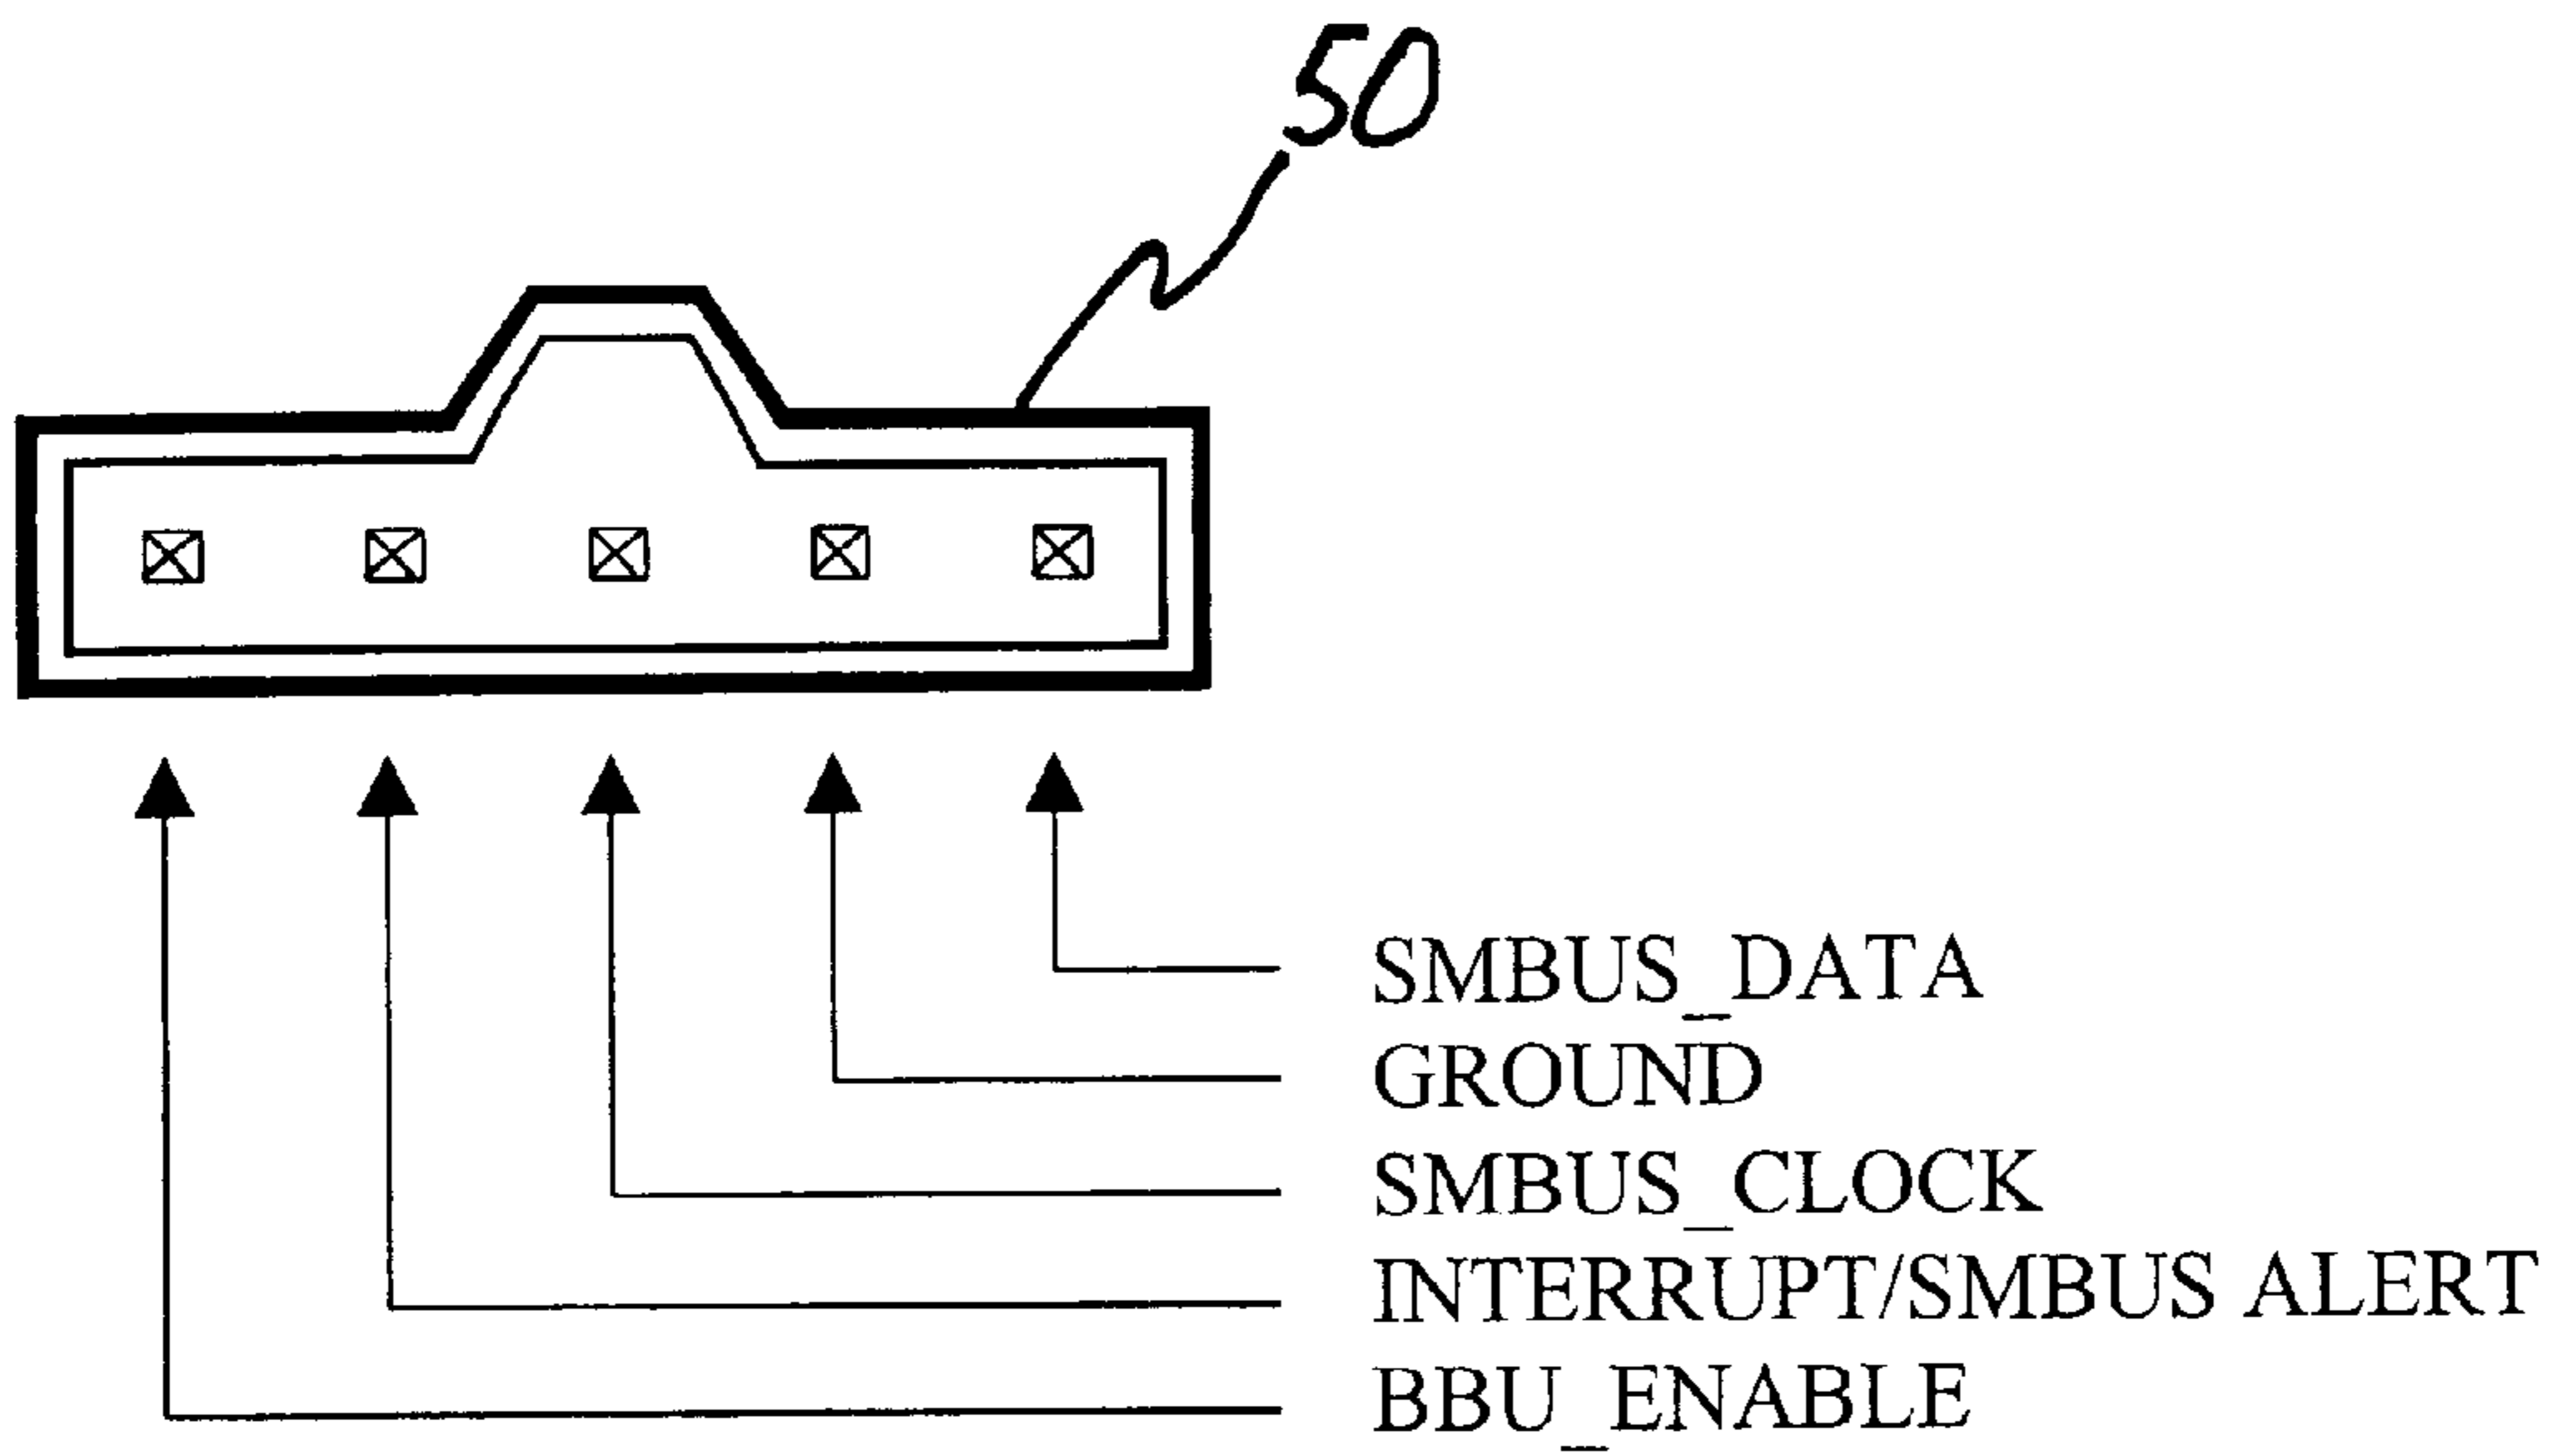 50
SMBUS_DATA
GROUND
SMBUS_CLOCK
INTERRUPT/SMBUS ALERT
BBU_ENABLE